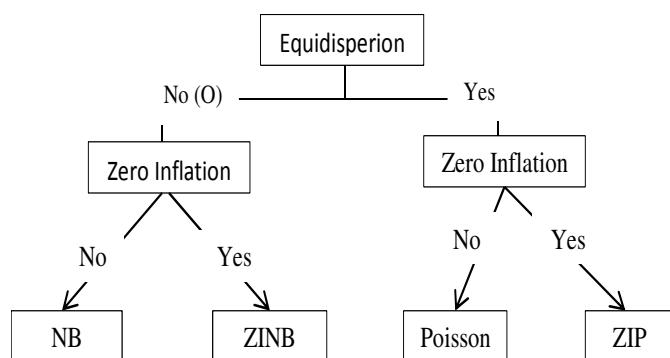 Equidisperion
No (O)
Yes
Zero Inflation
Zero Inflation
No
Yes
No
Yes
NB
ZINB
Poisson
ZIP